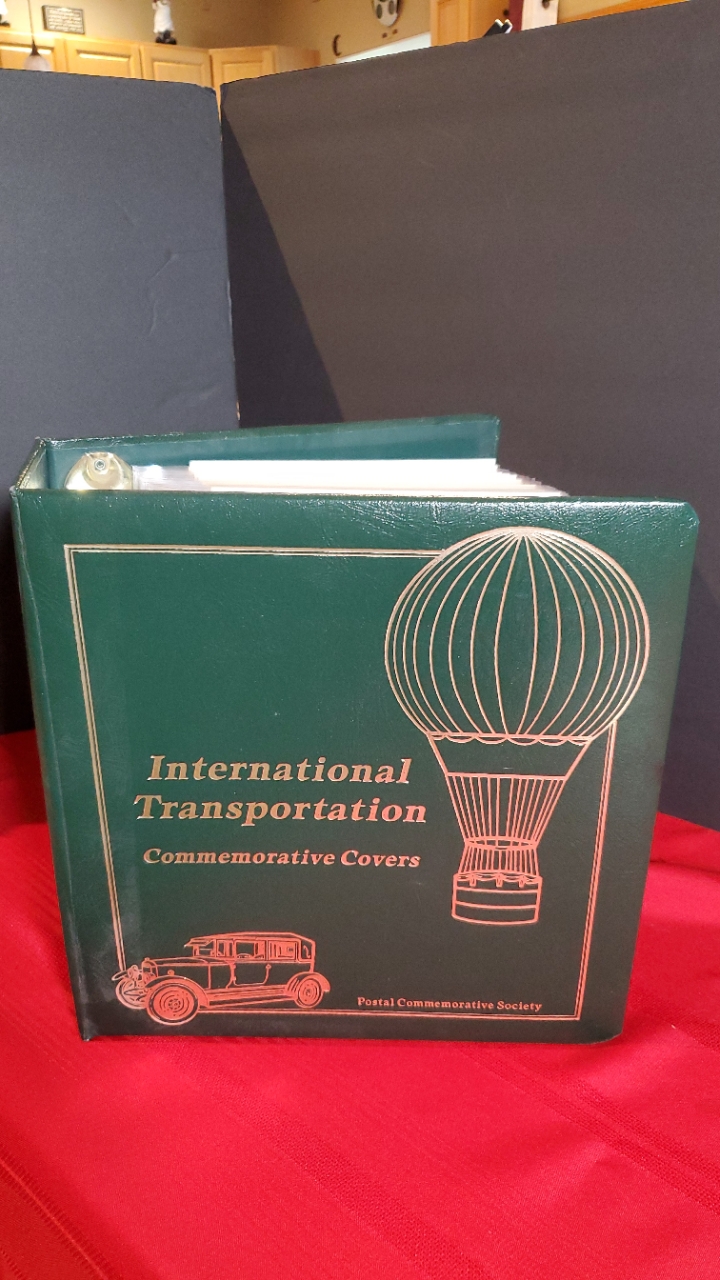 International
Transportation
Commemorative Covers
Postal Commemorative Society